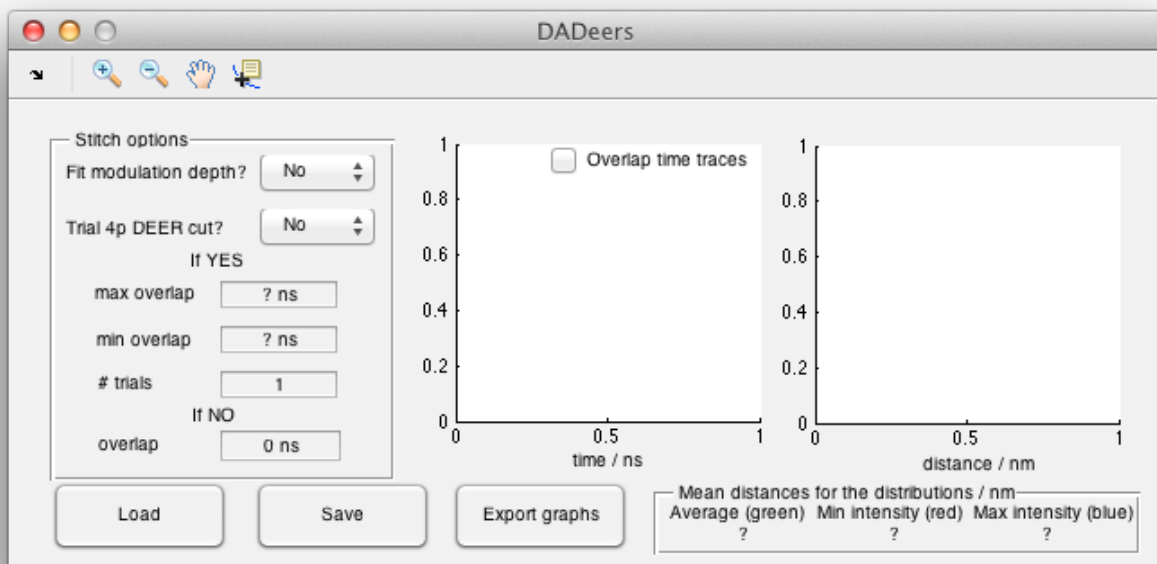 DADeers
Stitch options
Fit modulation depth? No
Trial 4p DEER cut? No
If YES
max overlap ? ns
min overlap ? ns
# trials 1
If NO
overlap 0 ns
Overlap time traces
1
0.8
0.6
0.4
0.2
0
0 0.5 1
time / ns
1
0.8
0.6
0.4
0.2
0
0 0.5 1
distance / nm
Load Save Export graphs
Mean distances for the distributions / nm
Average (green) Min intensity (red) Max intensity (blue)
? ? ?